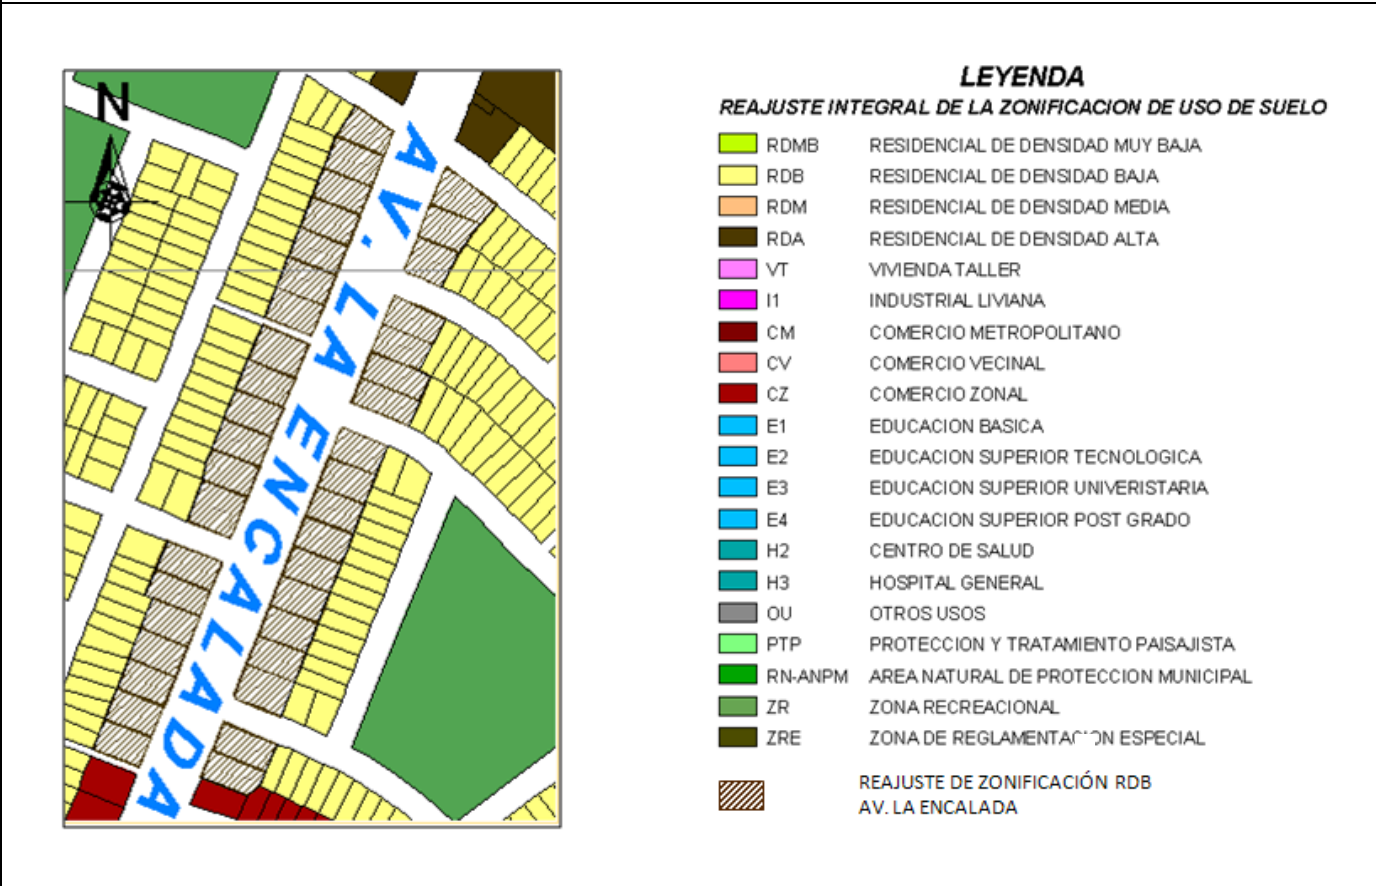 N
AV. LA ENCALADA
LEYENDA
REAJUSTE INTEGRAL DE LA ZONIFICACION DE USO DE SUELO
RDMB RESIDENCIAL DE DENSIDAD MUY BAJA
RDB RESIDENCIAL DE DENSIDAD BAJA
RDM RESIDENCIAL DE DENSIDAD MEDIA
RDA RESIDENCIAL DE DENSIDAD ALTA
VT VIVIENDA TALLER
I1 INDUSTRIAL LIVIANA
CM COMERCIO METROPOLITANO
CV COMERCIO VECINAL
CZ COMERCIO ZONAL
E1 EDUCACION BASICA
E2 EDUCACION SUPERIOR TECNOLOGICA
E3 EDUCACION SUPERIOR UNIVERISTARIA
E4 EDUCACION SUPERIOR POST GRADO
H2 CENTRO DE SALUD
H3 HOSPITAL GENERAL
OU OTROS USOS
PTP PROTECCION Y TRATAMIENTO PAISAJISTA
RN-ANPM AREA NATURAL DE PROTECCION MUNICIPAL
ZR ZONA RECREACIONAL
ZRE ZONA DE REGLAMENTACION ESPECIAL
REAJUSTE DE ZONIFICACIÓN RDB
AV. LA ENCALADA